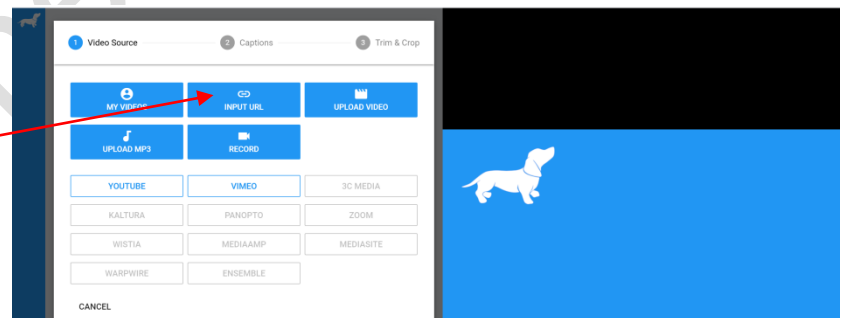 1 Video Source 2 Captions 3 Trim & Crop
MY VIDEOS INPUT URL UPLOAD VIDEO
UPLOAD MP3 RECORD
YOUTUBE VIMEO 3C MEDIA
KALTURA PANOPTO ZOOM
WISTIA MEDIAAMP MEDIASITE
WARPWIRE ENSEMBLE
CANCEL